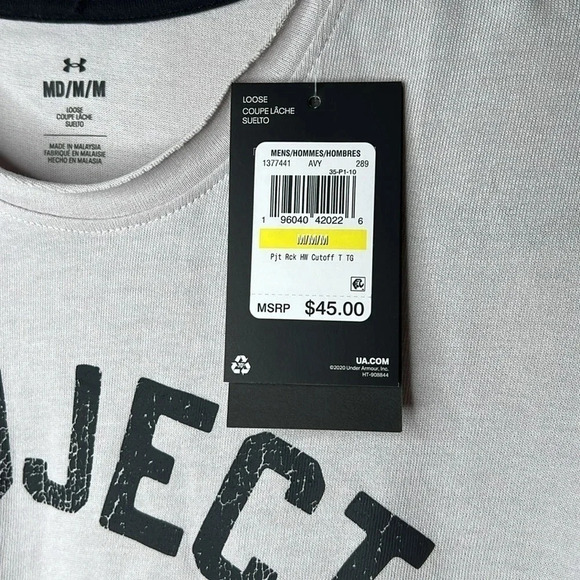 MD/M/M
LOOSE
COUPE LÂCHE
SUELTO
MADE IN MALAYSIA
FABRIQUÉ EN MALAISIE
HECHO EN MALASIA
LOOSE
COUPE LÂCHE
SUELTO
MENS/HOMMES/HOMBRES
1377441 AVY 289
35-P1-10
1 96040 42022 6
M/M/M
Pjt Rck HW Cutoff T TG
MSRP $45.00
UA.COM
©2020 Under Armour, Inc.
HT-908844
JECT